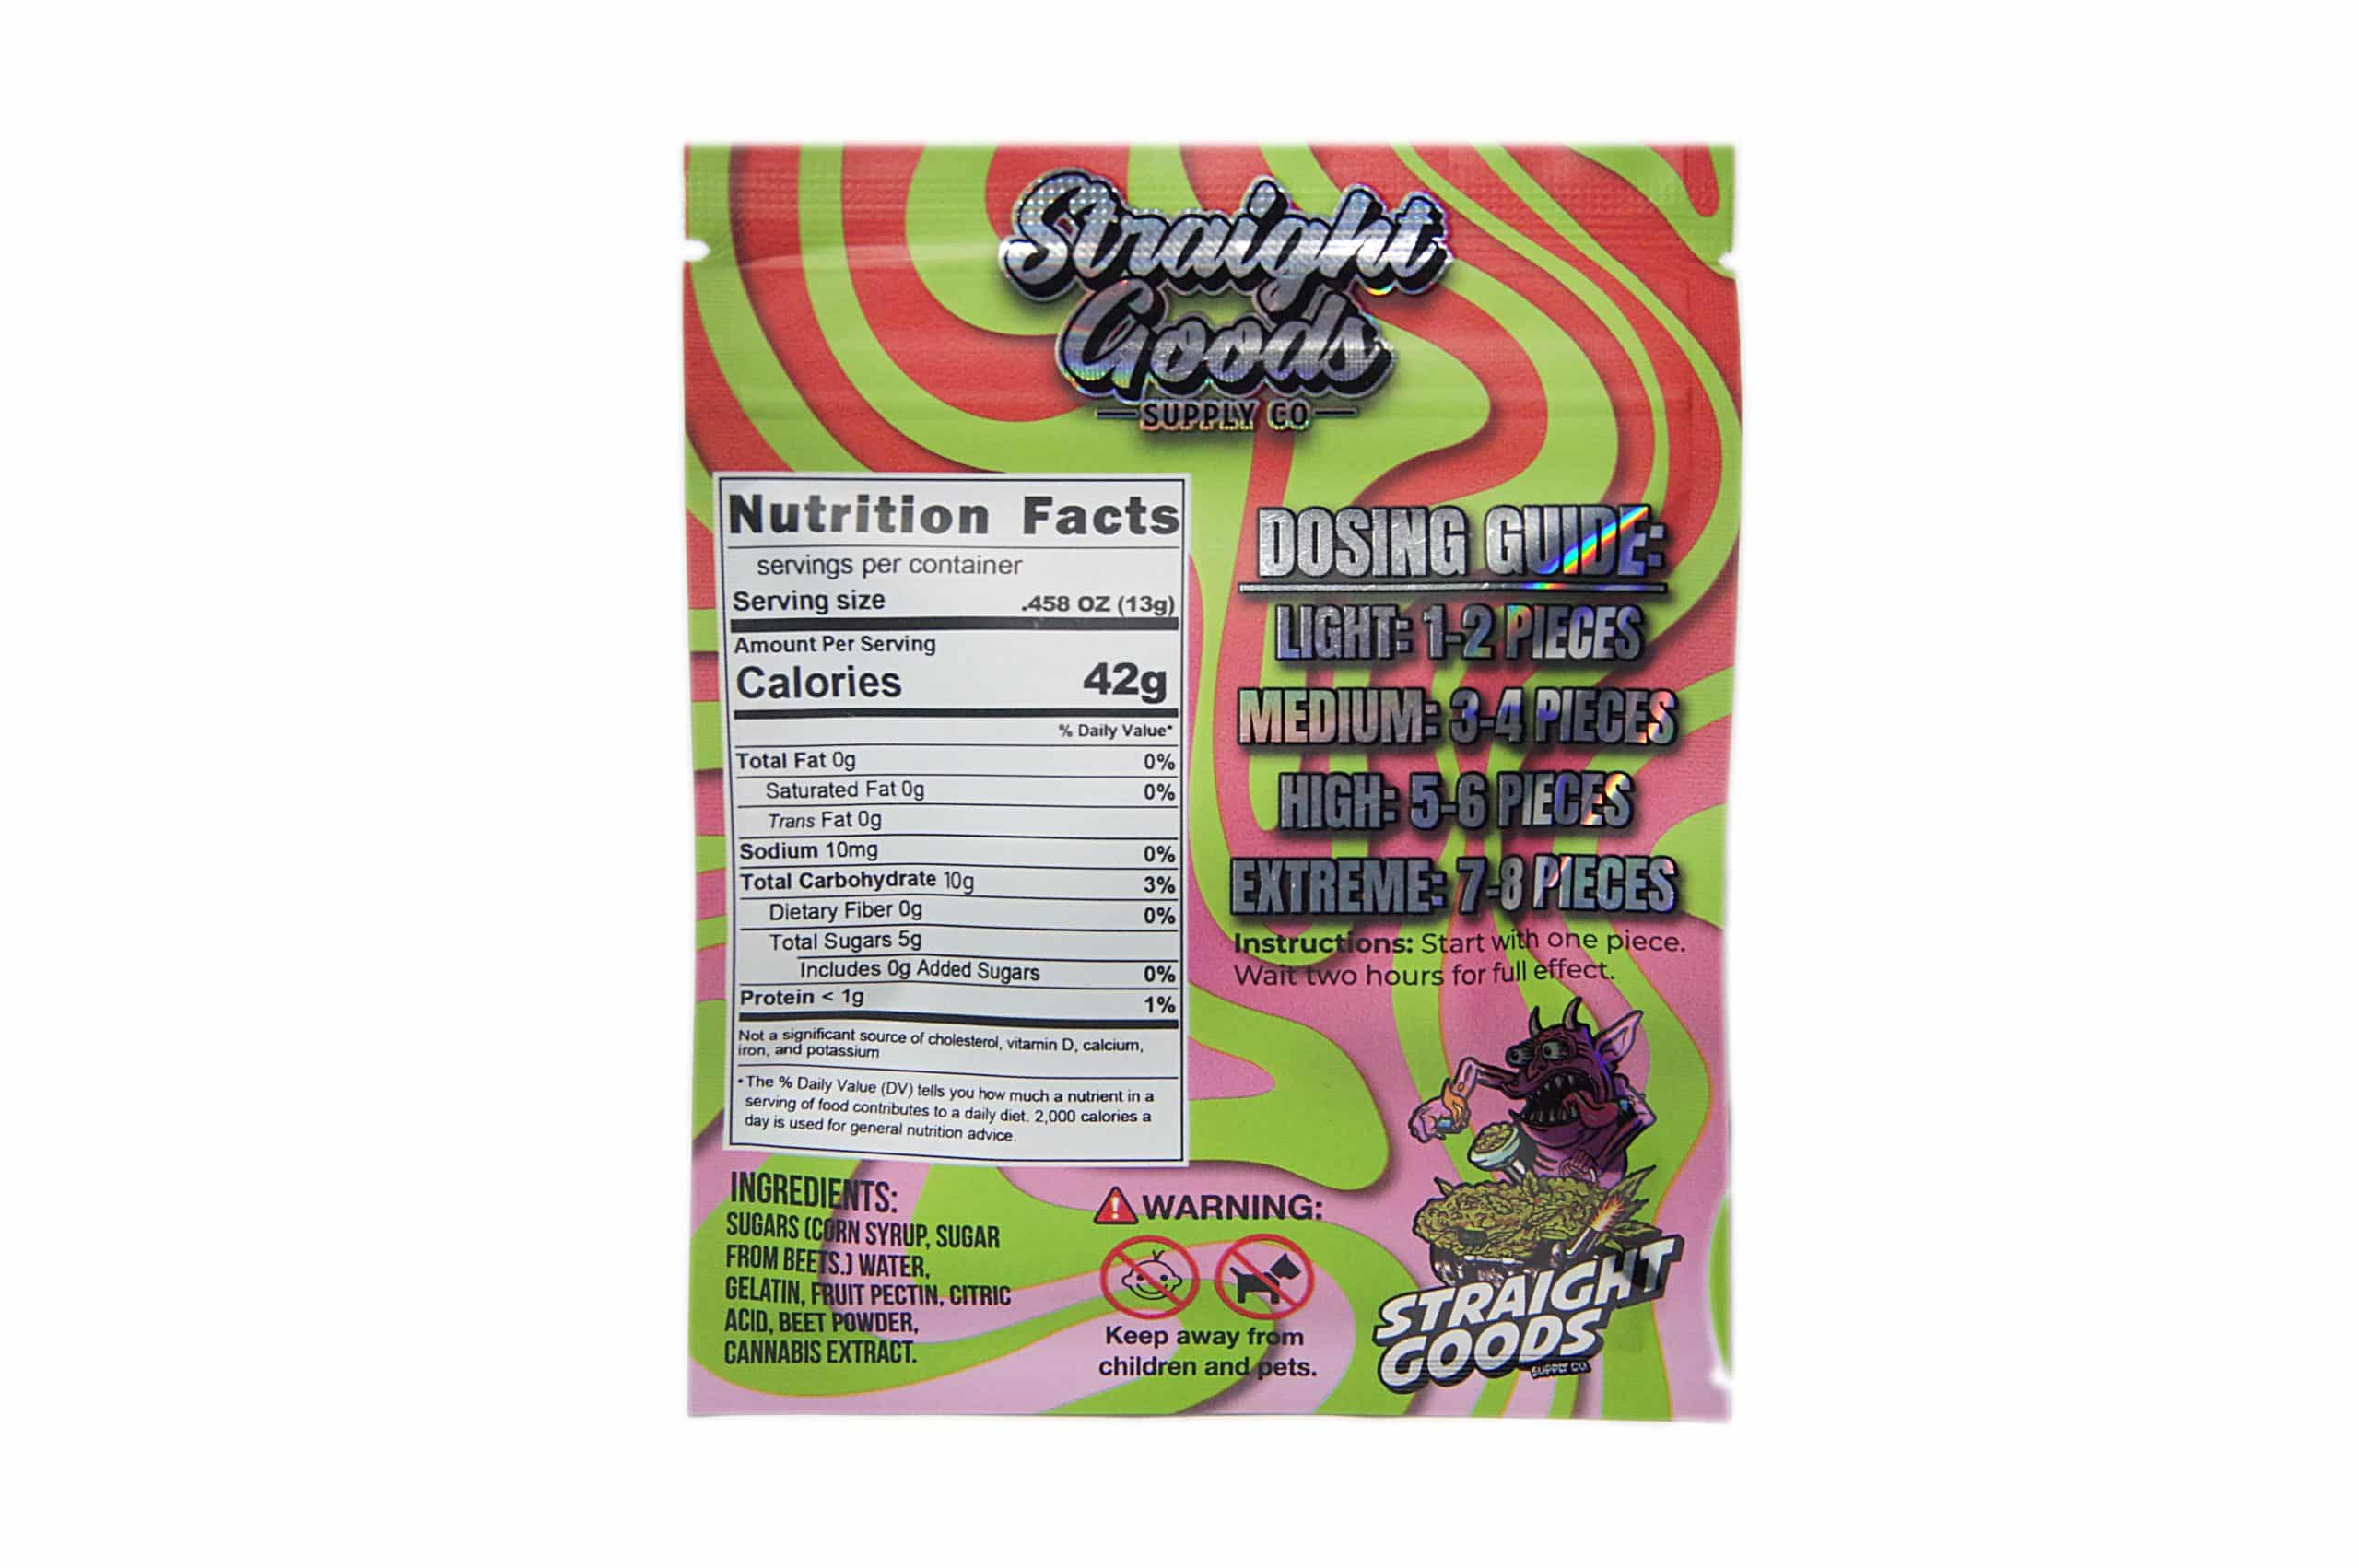 Straight
Goods
SUPPLY CO
Nutrition Facts
servings per container
Serving size .458 OZ (13g)
Amount Per Serving
Calories 42g
% Daily Value*
Total Fat 0g 0%
Saturated Fat 0g 0%
Trans Fat 0g
Sodium 10mg 0%
Total Carbohydrate 10g 3%
Dietary Fiber 0g 0%
Total Sugars 5g
Includes 0g Added Sugars 0%
Protein < 1g 1%
Not a significant source of cholesterol, vitamin D, calcium,
iron, and potassium
*The % Daily Value (DV) tells you how much a nutrient in a
serving of food contributes to a daily diet. 2,000 calories a
day is used for general nutrition advice.
DOSING GUIDE:
LIGHT: 1-2 PIECES
MEDIUM: 3-4 PIECES
HIGH: 5-6 PIECES
EXTREME: 7-8 PIECES
Instructions: Start with one piece.
Wait two hours for full effect.
INGREDIENTS:
SUGARS (CORN SYRUP, SUGAR
FROM BEETS.) WATER,
GELATIN, FRUIT PECTIN, CITRIC
ACID, BEET POWDER,
CANNABIS EXTRACT.
WARNING:
Keep away from
children and pets.
STRAIGHT
GOODS
SUPPLY CO.